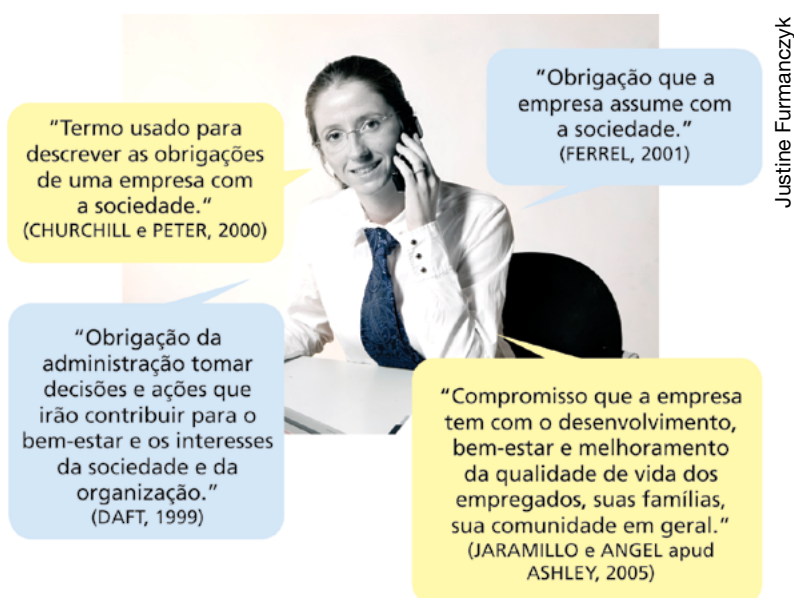 “Termo usado para
descrever as obrigações
de uma empresa com
a sociedade.“
(CHURCHILL e PETER, 2000)
“Obrigação que a
empresa assume com
a sociedade.”
(FERREL, 2001)
“Obrigação da
administração tomar
decisões e ações que
irão contribuir para o
bem-estar e os interesses
da sociedade e da
organização.”
(DAFT, 1999)
“Compromisso que a empresa
tem com o desenvolvimento,
bem-estar e melhoramento
da qualidade de vida dos
empregados, suas famílias,
sua comunidade em geral.”
(JARAMILLO e ANGEL apud
ASHLEY, 2005)
Justine Furmanczyk